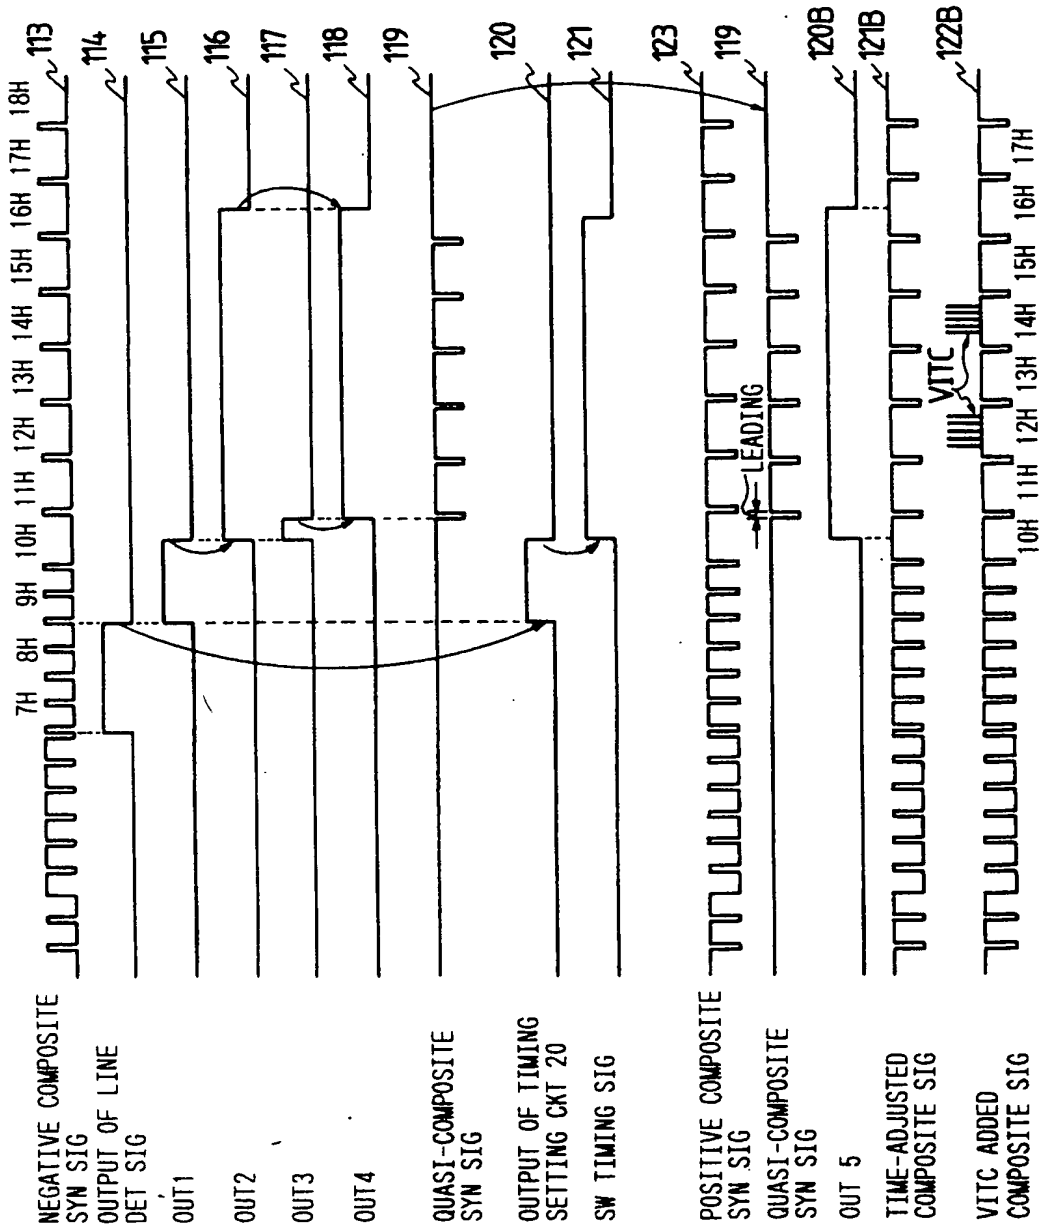 NEGATIVE COMPOSITE
SYN SIG
113
7H 8H 9H 10H 11H 12H 13H 14H 15H 16H 17H 18H
OUTPUT OF LINE
DET SIG
114
OUT1
115
OUT2
116
OUT3
117
OUT4
118
QUASI-COMPOSITE
SYN SIG
119
OUTPUT OF TIMING
SETTING CKT 20
120
SW TIMING SIG
121
POSITIVE COMPOSITE
SYN SIG
123
LEADING
QUASI-COMPOSITE
SYN SIG
119
OUT 5
120B
TIME-ADJUSTED
COMPOSITE SIG
121B
VITC
VITC ADDED
COMPOSITE SIG
122B
10H 11H 12H 13H 14H 15H 16H 17H